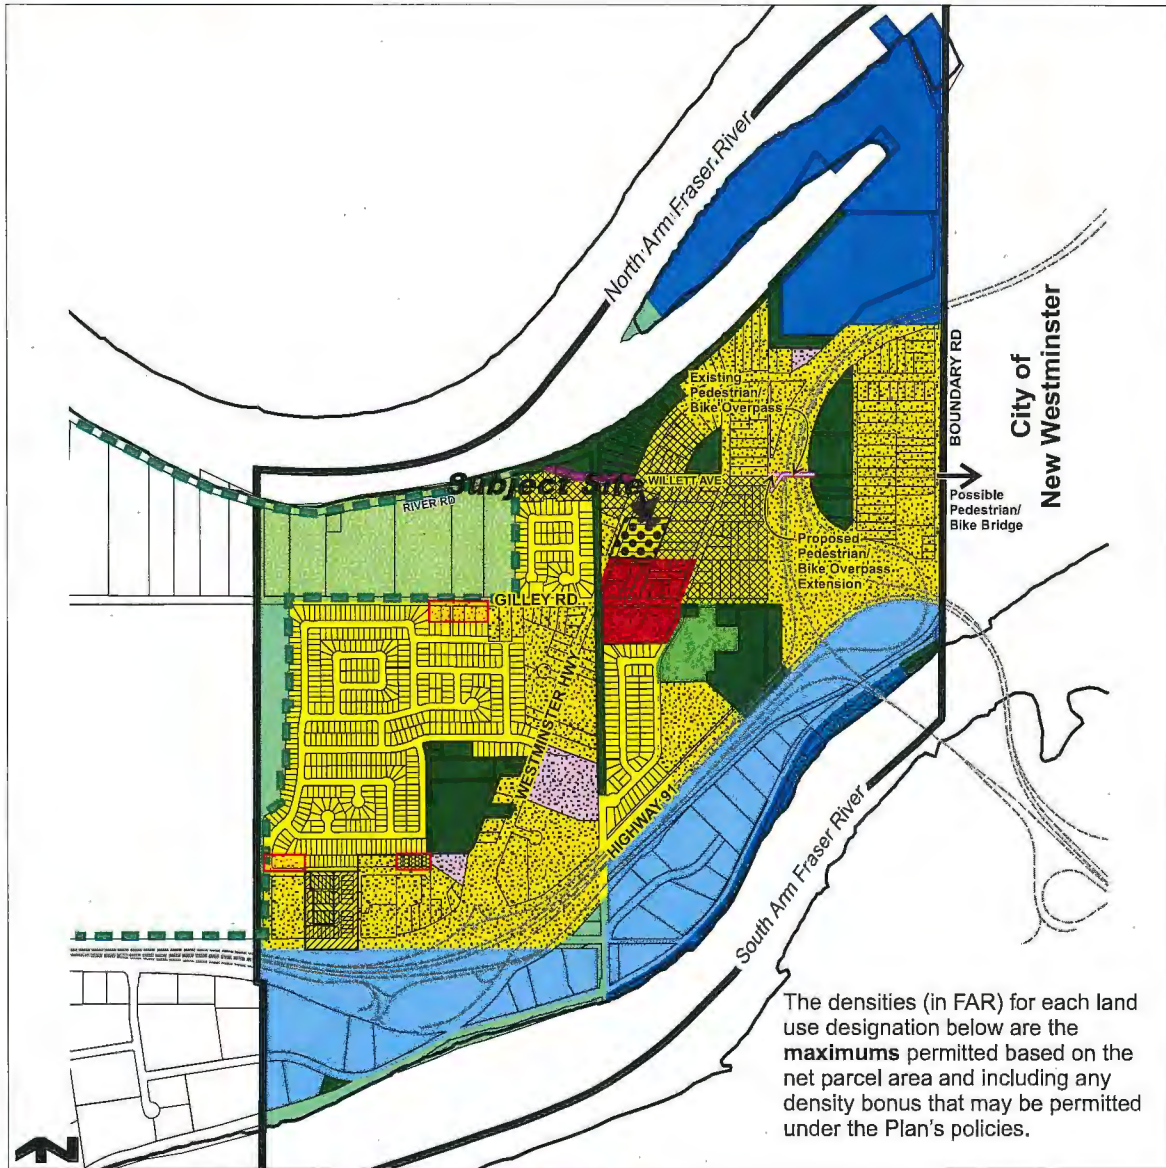 North Arm Fraser River
BOUNDARY RD
City of
New Westminster
Existing
Pedestrian/
Bike Overpass
Subject Site
WILLETT AVE
RIVER RD
Possible
Pedestrian/
Bike Bridge
Proposed
Pedestrian/
Bike Overpass
Extension
GILLEY RD
WESTMINSTER HWY
HIGHWAY 91
South Arm Fraser River
The densities (in FAR) for each land
use designation below are the
maximums permitted based on the
net parcel area and including any
density bonus that may be permitted
under the Plan's policies.
N